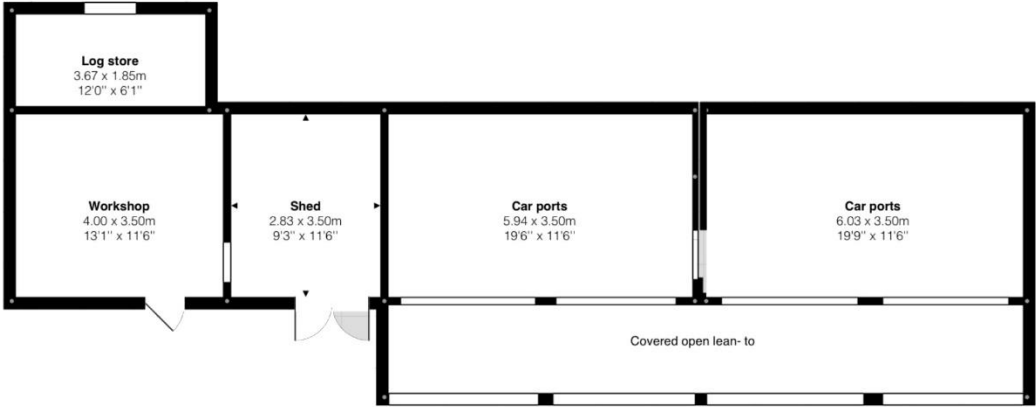 Log store
3.67 x 1.85m
12'0" x 6'1"
Workshop
4.00 x 3.50m
13'1" x 11'6"
Shed
2.83 x 3.50m
9'3" x 11'6"
Car ports
5.94 x 3.50m
19'6" x 11'6"
Car ports
6.03 x 3.50m
19'9" x 11'6"
Covered open lean- to